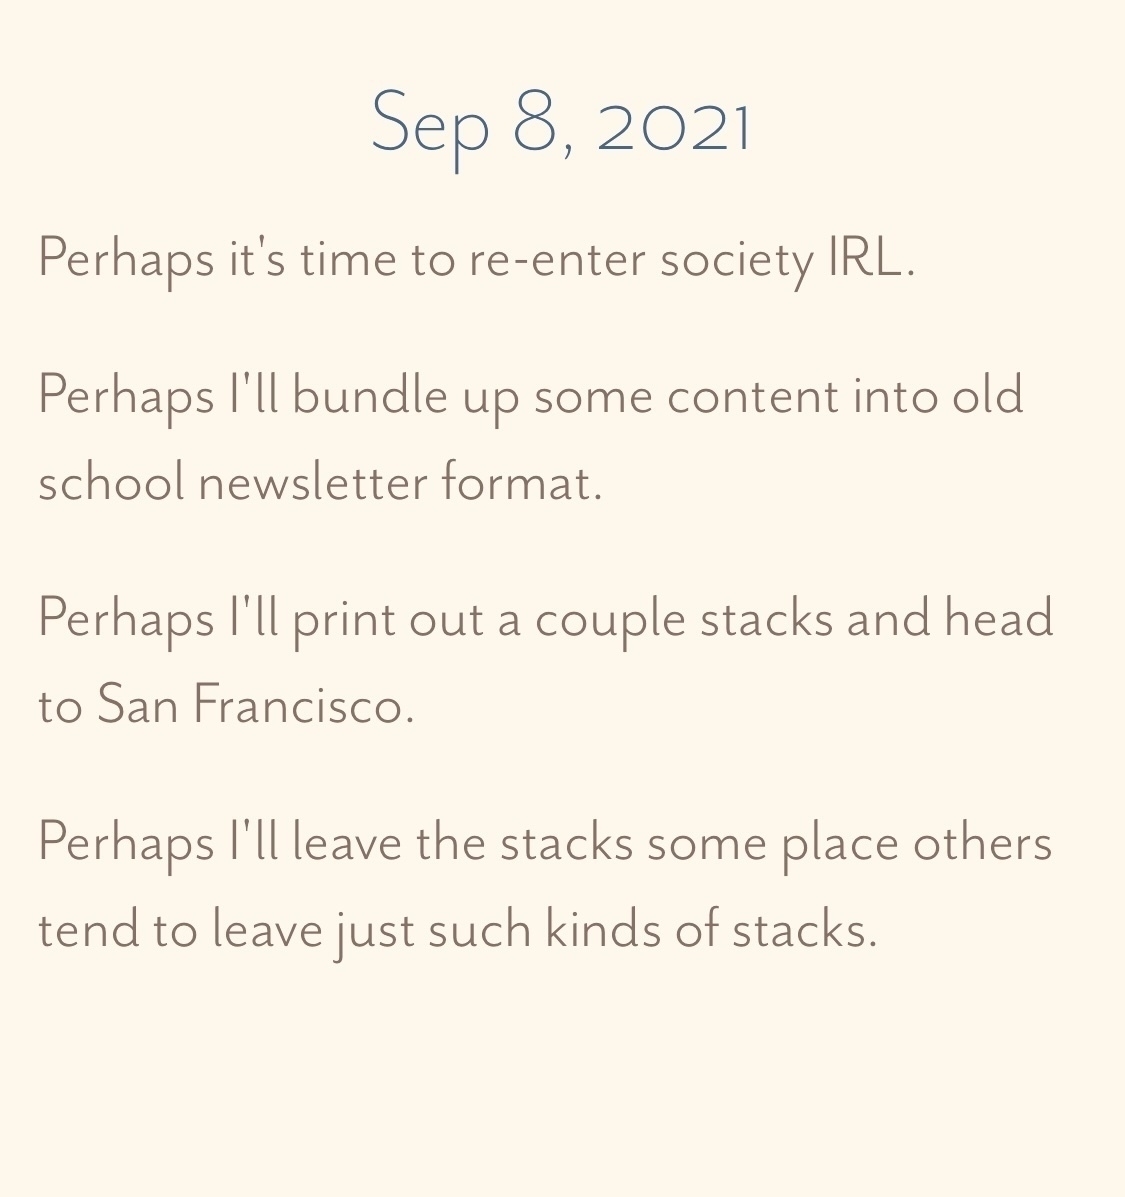 Sep 8, 2021
Perhaps it's time to re-enter society IRL.
Perhaps I'll bundle up some content into old
school newsletter format.
Perhaps I'll print out a couple stacks and head
to San Francisco.
Perhaps I'll leave the stacks some place others
tend to leave just such kinds of stacks.